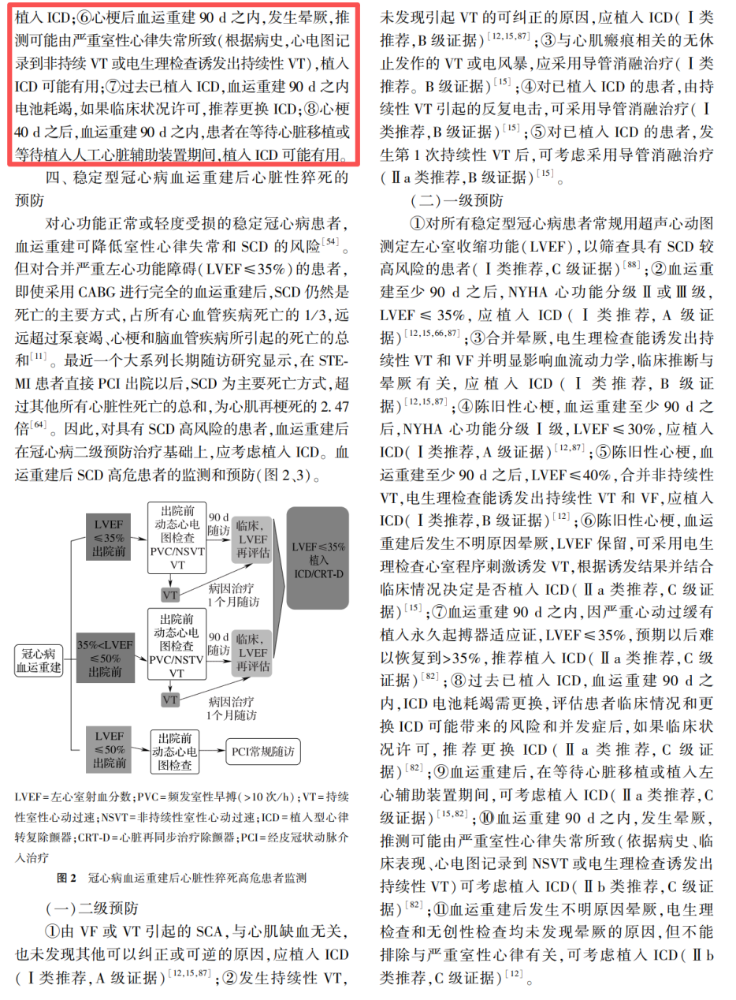 植入 ICD;⑥心梗后血运重建 90 d 之内,发生晕厥,推
测可能由严重室性心律失常所致(根据病史,心电图记
录到非持续 VT 或电生理检查诱发出持续性 VT),植入
ICD 可能有用;⑦过去已植入 ICD,血运重建 90 d 之内
电池耗竭,如果临床状况许可,推荐更换 ICD;⑧心梗
40 d 之后,血运重建 90 d 之内,患者在等待心脏移植或
等待植入人工心脏辅助装置期间,植入 ICD 可能有用。
四、稳定型冠心病血运重建后心脏性猝死的
预防
对心功能正常或轻度受损的稳定冠心病患者,
血运重建可降低室性心律失常和 SCD 的风险[54]。
但对合并严重左心功能障碍(LVEF≤35%)的患者,
即使采用 CABG 进行完全的血运重建后,SCD 仍然是
死亡的主要方式,占所有心血管疾病死亡的 1/3,远
远超过泵衰竭、心梗和脑血管疾病所引起的死亡的总
和[11]。最近一个大系列长期随访研究显示,在 STE-
MI 患者直接 PCI 出院以后,SCD 为主要死亡方式,超
过其他所有心脏性死亡的总和,为心肌再梗死的 2.47
倍[64]。因此,对具有 SCD 高风险的患者,血运重建后
在冠心病二级预防治疗基础上,应考虑植入 ICD。血
运重建后 SCD 高危患者的监测和预防(图 2、3)。
冠心病
血运重建
LVEF
≤35%
出院前
出院前
动态心电
图检查
PVC/NSVT
VT
90 d
随访
临床,
LVEF
再评估
VT
病因治疗
1个月随访
LVEF≤35%
植入
ICD/CRT-D
35%<LVEF
≤50%
出院前
出院前
动态心电
图检查
PVC/NSTV
VT
90 d
随访
临床,
LVEF
再评估
VT
病因治疗
1个月随访
LVEF
≤50%
出院前
出院前
动态心电
图检查
PCI常规随访
LVEF=左心室射血分数;PVC=频发室性早搏(>10 次/h);VT=持续
性室性心动过速;NSVT=非持续性室性心动过速;ICD=植入型心律
转复除颤器;CRT-D=心脏再同步治疗除颤器;PCI=经皮冠状动脉介
入治疗
图 2 冠心病血运重建后心脏性猝死高危患者监测
(一)二级预防
①由 VF 或 VT 引起的 SCA,与心肌缺血无关,
也未发现其他可以纠正或可逆的原因,应植入 ICD
(Ⅰ类推荐,A 级证据)[12,15,87];②发生持续性 VT,
未发现引起 VT 的可纠正的原因,应植入 ICD(Ⅰ类
推荐,B 级证据)[12,15,87];③与心肌瘢痕相关的无休
止发作的 VT 或电风暴,应采用导管消融治疗(Ⅰ类
推荐。B 级证据)[15];④对已植入 ICD 的患者,由持
续性 VT 引起的反复电击,可采用导管消融治疗(Ⅰ
类推荐,B 级证据)[15];⑤对已植入 ICD 的患者,发
生第 1 次持续性 VT 后,可考虑采用导管消融治疗
(Ⅱa 类推荐,B 级证据)[15]。
(二)一级预防
①对所有稳定型冠心病患者常规用超声心动图
测定左心室收缩功能(LVEF),以筛查具有 SCD 较
高风险的患者(Ⅰ类推荐,C 级证据)[88];②血运重
建至少 90 d 之后,NYHA 心功能分级Ⅱ或Ⅲ级,
LVEF ≤ 35%,应植入 ICD(Ⅰ类推荐,A 级证
据)[12,15,66,87];③合并晕厥,电生理检查能诱发出持
续性 VT 和 VF 并明显影响血流动力学,临床推断与
晕厥有关,应植入 ICD(Ⅰ类推荐,B 级证
据)[12,15,87];④陈旧性心梗,血运重建至少 90 d 之
后,NYHA 心功能分级Ⅰ级,LVEF≤30%,应植入
ICD(Ⅰ类推荐,A 级证据)[12,87];⑤陈旧性心梗,血
运重建至少 90 d 之后,LVEF≤40%,合并非持续性
VT,电生理检查能诱发出持续性 VT 和 VF,应植入
ICD(Ⅰ类推荐,B 级证据)[12];⑥陈旧性心梗,血运
重建后发生不明原因晕厥,LVEF 保留,可采用电生
理检查心室程序刺激诱发 VT,根据诱发结果并结合
临床情况决定是否植入 ICD(Ⅱa 类推荐,C 级证
据)[15];⑦血运重建 90 d 之内,因严重心动过缓有
植入永久起搏器适应证,LVEF≤35%,预期以后难
以恢复到>35%,推荐植入 ICD(Ⅱa 类推荐,C 级
证据)[82];⑧过去已植入 ICD,血运重建 90 d 之
内,ICD 电池耗竭需更换,评估患者临床情况和更
换 ICD 可能带来的风险和并发症后,如果临床状
况许可,推荐更换 ICD(Ⅱa 类推荐,C 级证
据)[82];⑨血运重建后,在等待心脏移植或植入左
心辅助装置期间,可考虑植入 ICD(Ⅱa 类推荐,C
级证据)[15,82];⑩血运重建 90 d 之内,发生晕厥,
推测可能由严重室性心律失常所致(依据病史、临
床表现、心电图记录到 NSVT 或电生理检查诱发出
持续性 VT)可考虑植入 ICD(Ⅱb 类推荐,C 级证
据)[82];⑪血运重建后发生不明原因晕厥,电生理
检查和无创性检查均未发现晕厥的原因,但不能
排除与严重室性心律有关,可考虑植入 ICD(Ⅱb
类推荐,C 级证据)[12]。